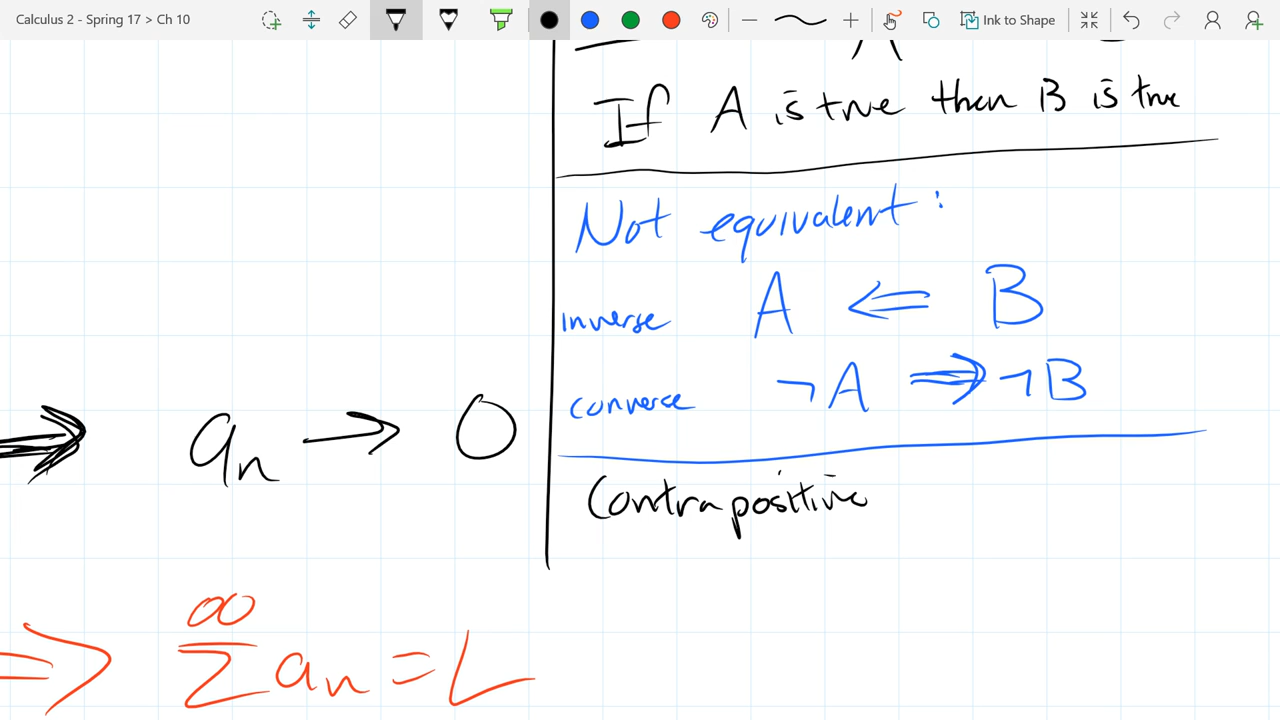 Calculus 2 - Spring 17 > Ch 10
Ink to Shape
If A is true then B is true
Not equivalent:
inverse A ⇐ B
converse ¬A ⇒ ¬B
⇒ aₙ → 0
Contrapositive
⇒ ∞
∑ aₙ = L